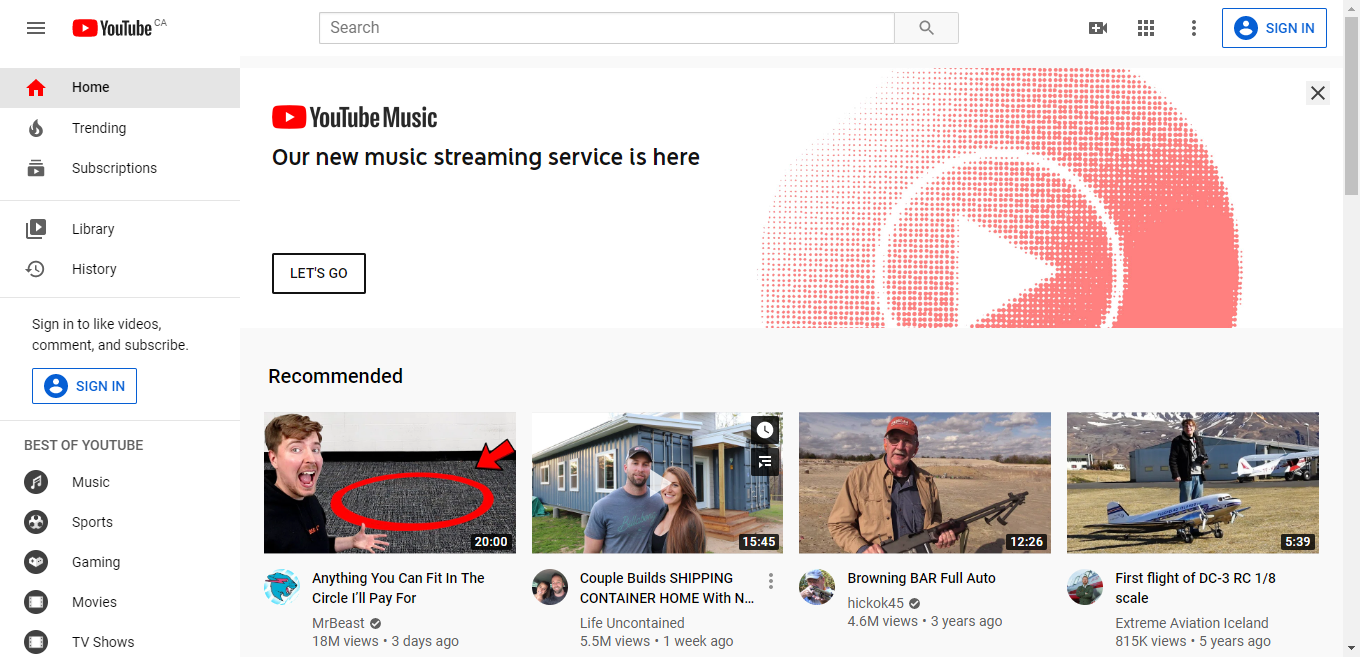 YouTube CA
Search
SIGN IN
Home
Trending
Subscriptions
Library
History
Sign in to like videos,
comment, and subscribe.
SIGN IN
BEST OF YOUTUBE
Music
Sports
Gaming
Movies
TV Shows
YouTube Music
Our new music streaming service is here
LET'S GO
Recommended
20:00
Anything You Can Fit In The
Circle I'll Pay For
MrBeast
18M views • 3 days ago
15:45
Couple Builds SHIPPING
CONTAINER HOME With N...
Life Uncontained
5.5M views • 1 week ago
12:26
Browning BAR Full Auto
hickok45
4.6M views • 3 years ago
5:39
First flight of DC-3 RC 1/8
scale
Extreme Aviation Iceland
815K views • 5 years ago